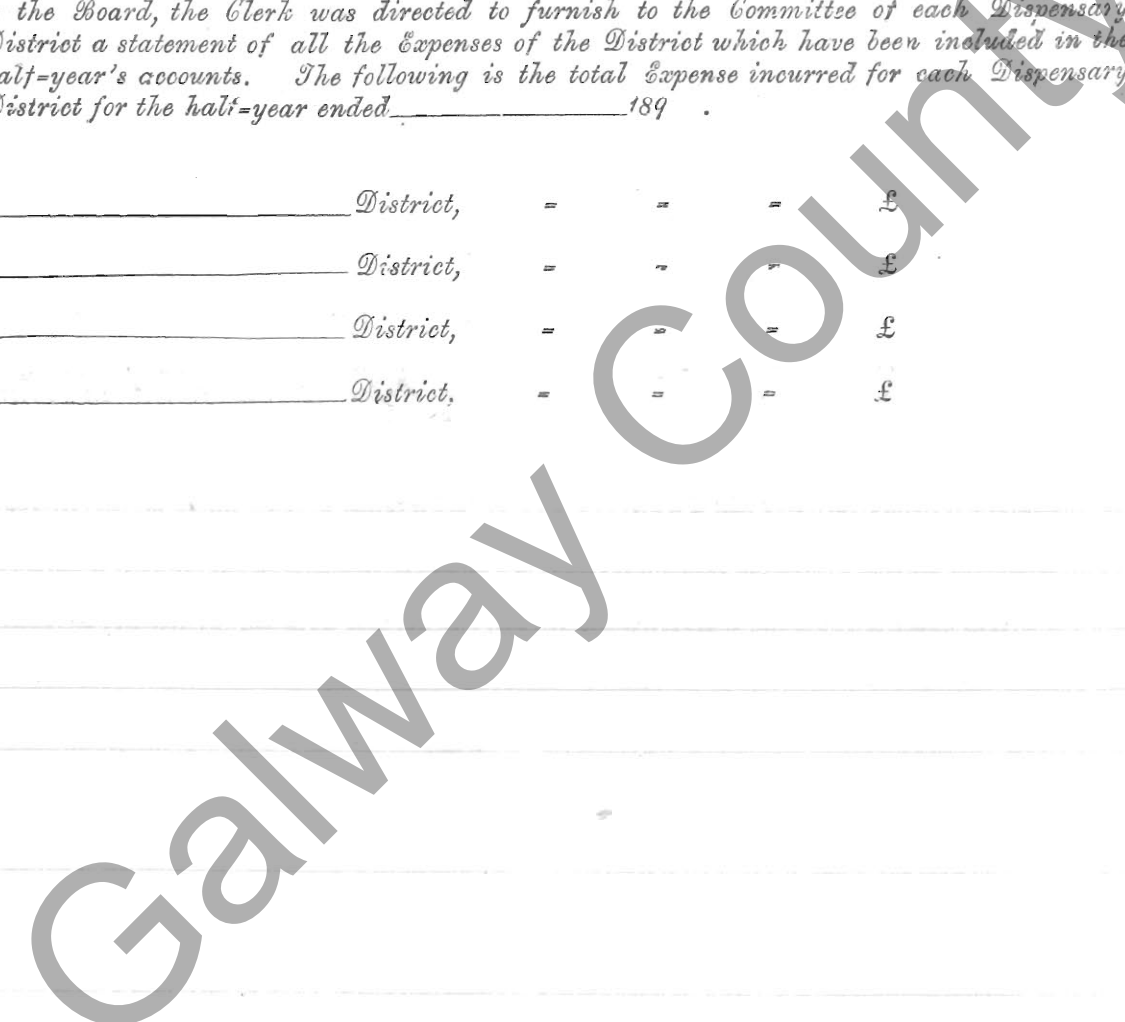 the Board, the Clerk was directed to furnish to the Committee of each Dispensary
District a statement of all the Expenses of the District which have been included in the
alf=year's accounts. The following is the total Expense incurred for each Dispensary
District for the half=year ended 189 .
District, = = = £
District, = = = £
District, = = = £
District. = = = £
Galway County